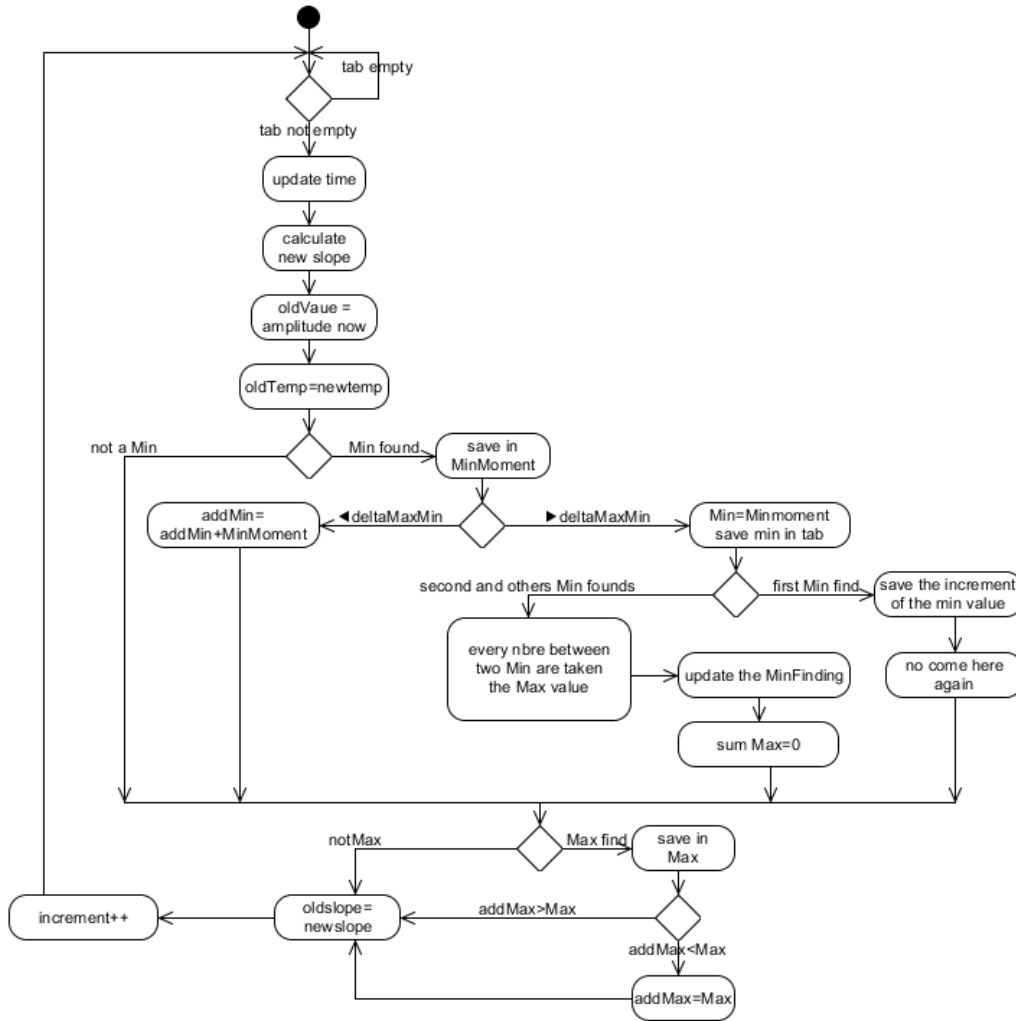 tab empty
tab not empty
update time
calculate
new slope
oldVaue =
amplitude now
oldTemp=newtemp
not a Min
Min found
save in
MinMoment
addMin=
addMin+MinMoment
◄deltaMaxMin
►deltaMaxMin
Min=Minmoment
save min in tab
second and others Min founds
first Min find
save the increment
of the min value
every nbre between
two Min are taken
the Max value
update the MinFinding
no come here
again
sum Max=0
notMax
Max find
save in
Max
increment++
oldslope=
newslope
addMax>Max
addMax<Max
addMax=Max